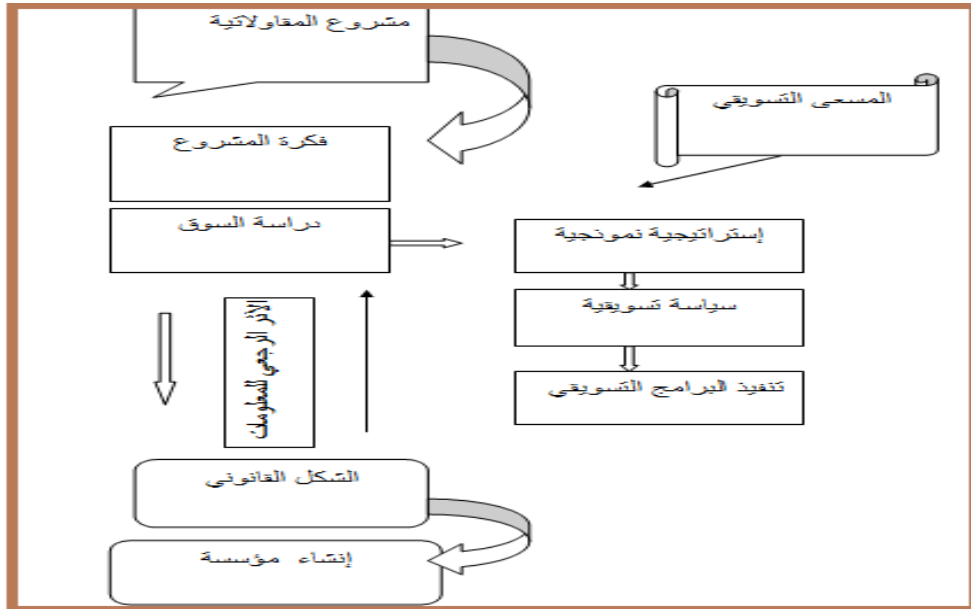 مشروع المقاولاتية
المسعى التسويقي
فكرة المشروع
دراسة السوق
إستراتيجية نموذجية
سياسة تسويقية
تنفيذ البرامج التسويقي
الأثر الرجعي للمعلومات
الشكل القانوني
إنشاء مؤسسة